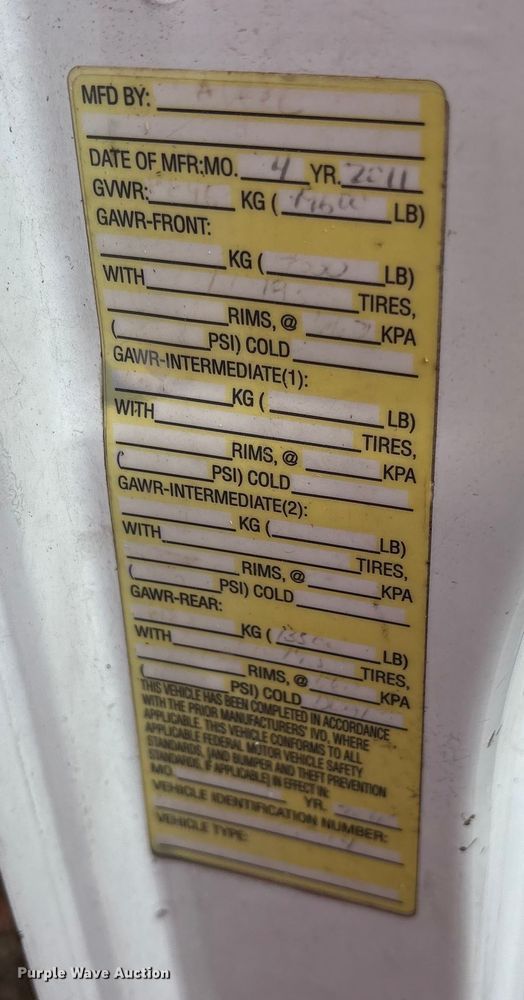 MFD BY:
DATE OF MFR:MO. 4 YR. 2011
GVWR: KG ( LB)
GAWR-FRONT:
KG ( LB)
WITH TIRES,
RIMS, @ KPA
( PSI) COLD
GAWR-INTERMEDIATE(1):
KG ( LB)
WITH TIRES,
RIMS, @ KPA
( PSI) COLD
GAWR-INTERMEDIATE(2):
KG ( LB)
WITH TIRES,
RIMS, @ KPA
( PSI) COLD
GAWR-REAR:
KG ( LB)
WITH TIRES,
RIMS, @ KPA
( PSI) COLD
THIS VEHICLE HAS BEEN COMPLETED IN ACCORDANCE
WITH THE PRIOR MANUFACTURERS' IVD, WHERE
APPLICABLE. THIS VEHICLE CONFORMS TO ALL
APPLICABLE FEDERAL MOTOR VEHICLE SAFETY
STANDARDS, [AND BUMPER AND THEFT PREVENTION
STANDARDS, IF APPLICABLE] IN EFFECT IN:
MO. YR.
VEHICLE IDENTIFICATION NUMBER:
VEHICLE TYPE:
Purple Wave Auction